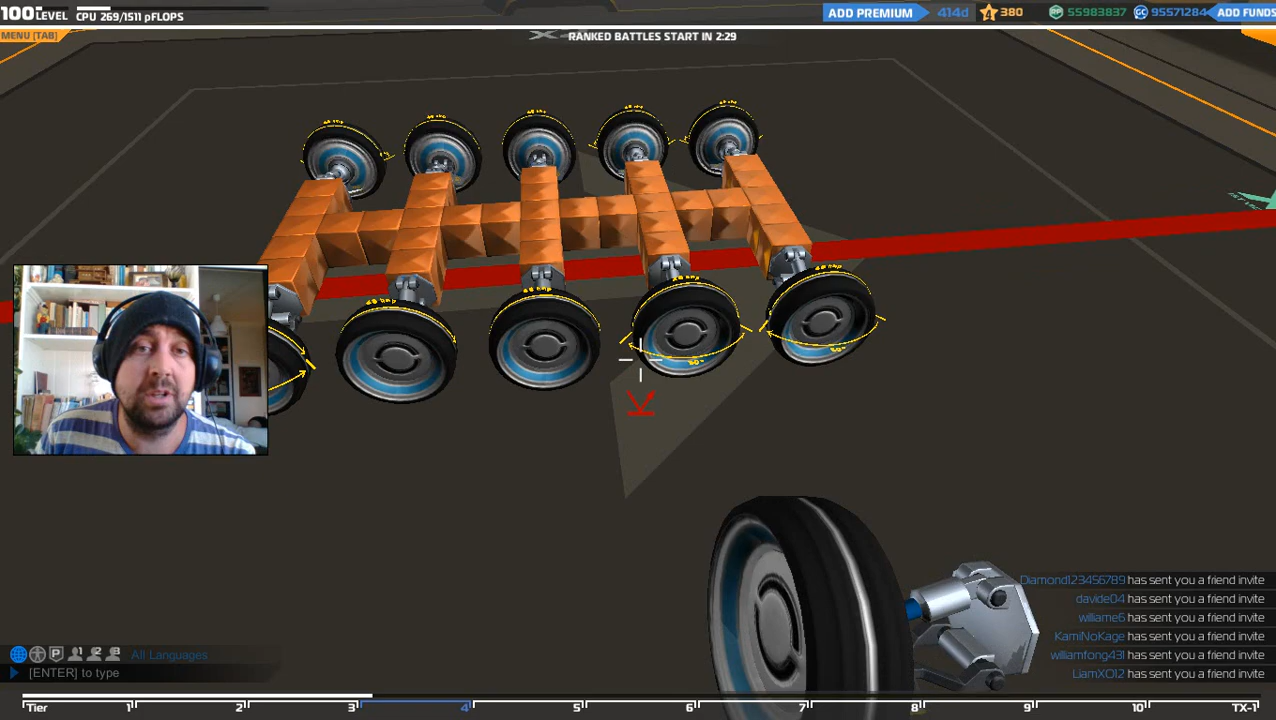 100 LEVEL CPU 269/1511 pFLOPS
ADD PREMIUM 414d 380 55983837 GC 95571284 ADD FUNDS
MENU [TAB]
RANKED BATTLES START IN 2:29
Diamond123456789 has sent you a friend invite
davide04 has sent you a friend invite
williame6 has sent you a friend invite
KamiNoKage has sent you a friend invite
williamfong431 has sent you a friend invite
LiamXO12 has sent you a friend invite
P 1 2 3 All Languages
[ENTER] to type
Tier 1 2 3 4 5 6 7 8 9 10 TX-1